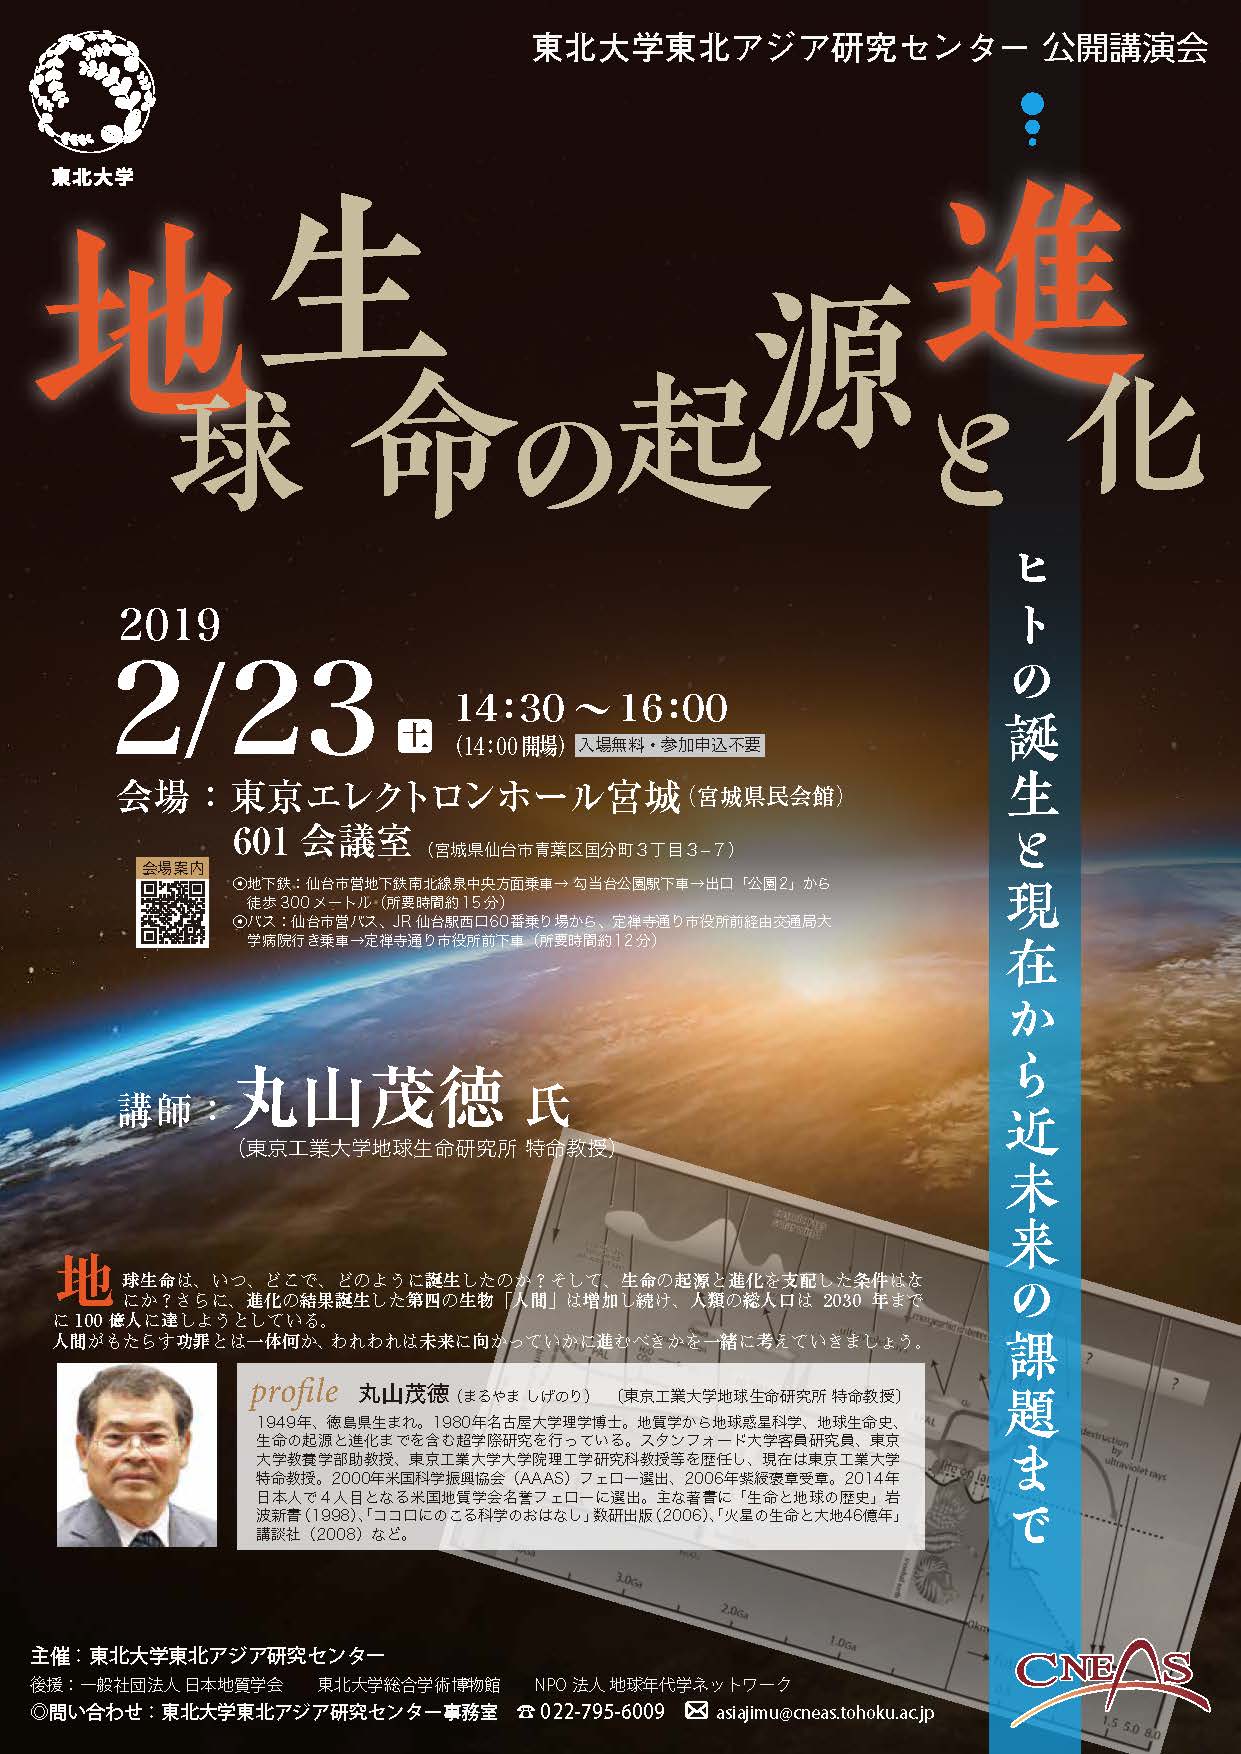 東北大学東北アジア研究センター 公開講演会
東北大学
地球生命の起源と進化
ヒトの誕生と現在から近未来の課題まで
2019
2/23 土 14:30～16:00
(14:00開場) 入場無料・参加申込不要
会場：東京エレクトロンホール宮城（宮城県民会館）
601 会議室（宮城県仙台市青葉区国分町３丁目３−７）
会場案内
⦿地下鉄：仙台市営地下鉄南北線泉中央方面乗車→勾当台公園駅下車→出口「公園２」から
徒歩300メートル（所要時間約15分）
⦿バス：仙台市営バス、JR仙台駅西口60番乗り場から、定禅寺通り市役所前経由交通局大
学病院行き乗車→定禅寺通り市役所前下車（所要時間約12分）
講師：丸山茂徳 氏
（東京工業大学地球生命研究所 特命教授）
地球生命は、いつ、どこで、どのように誕生したのか？そして、生命の起源と進化を支配した条件はな
にか？さらに、進化の結果誕生した第四の生物「人間」は増加し続け、人類の総人口は 2030 年まで
に100億人に達しようとしている。
人間がもたらす功罪とは一体何か、われわれは未来に向かっていかに進むべきかを一緒に考えていきましょう。
profile 丸山茂徳（まるやま しげのり）〔東京工業大学地球生命研究所 特命教授〕
1949年、徳島県生まれ。1980年名古屋大学理学博士。地質学から地球惑星科学、地球生命史、
生命の起源と進化までを含む超学際研究を行っている。スタンフォード大学客員研究員、東京
大学教養学部助教授、東京工業大学大学院理工学研究科教授等を歴任し、現在は東京工業大学
特命教授。2000年米国科学振興協会（AAAS）フェロー選出、2006年紫綬褒章受章。2014年
日本人で４人目となる米国地質学会名誉フェローに選出。主な著書に「生命と地球の歴史」岩
波新書（1998）、「ココロにのこる科学のおはなし」数研出版（2006）、「火星の生命と大地46億年」
講談社（2008）など。
destruction
by
ultraviolet rays
life on land
?
?
3.0Ga
2.0Ga
1.0Ga
1.5 5.0 8.0
主催：東北大学東北アジア研究センター
後援：一般社団法人 日本地質学会 東北大学総合学術博物館 NPO 法人 地球年代学ネットワーク
◎問い合わせ：東北大学東北アジア研究センター事務室 ☎022-795-6009 ✉ asiajimu@cneas.tohoku.ac.jp
CNEAS